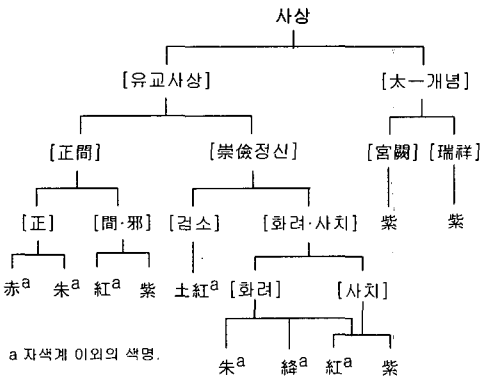 사상
[유교사상] [太一개념]
[正間] [崇儉정신] [宮闕] [瑞祥]
[正] [間·邪] [검소] [화려·사치] 紫 紫
赤a 朱a 紅a 紫 土紅a [화려] [사치]
a 자색계 이외의 색명. 朱a 絳a 紅a 紫